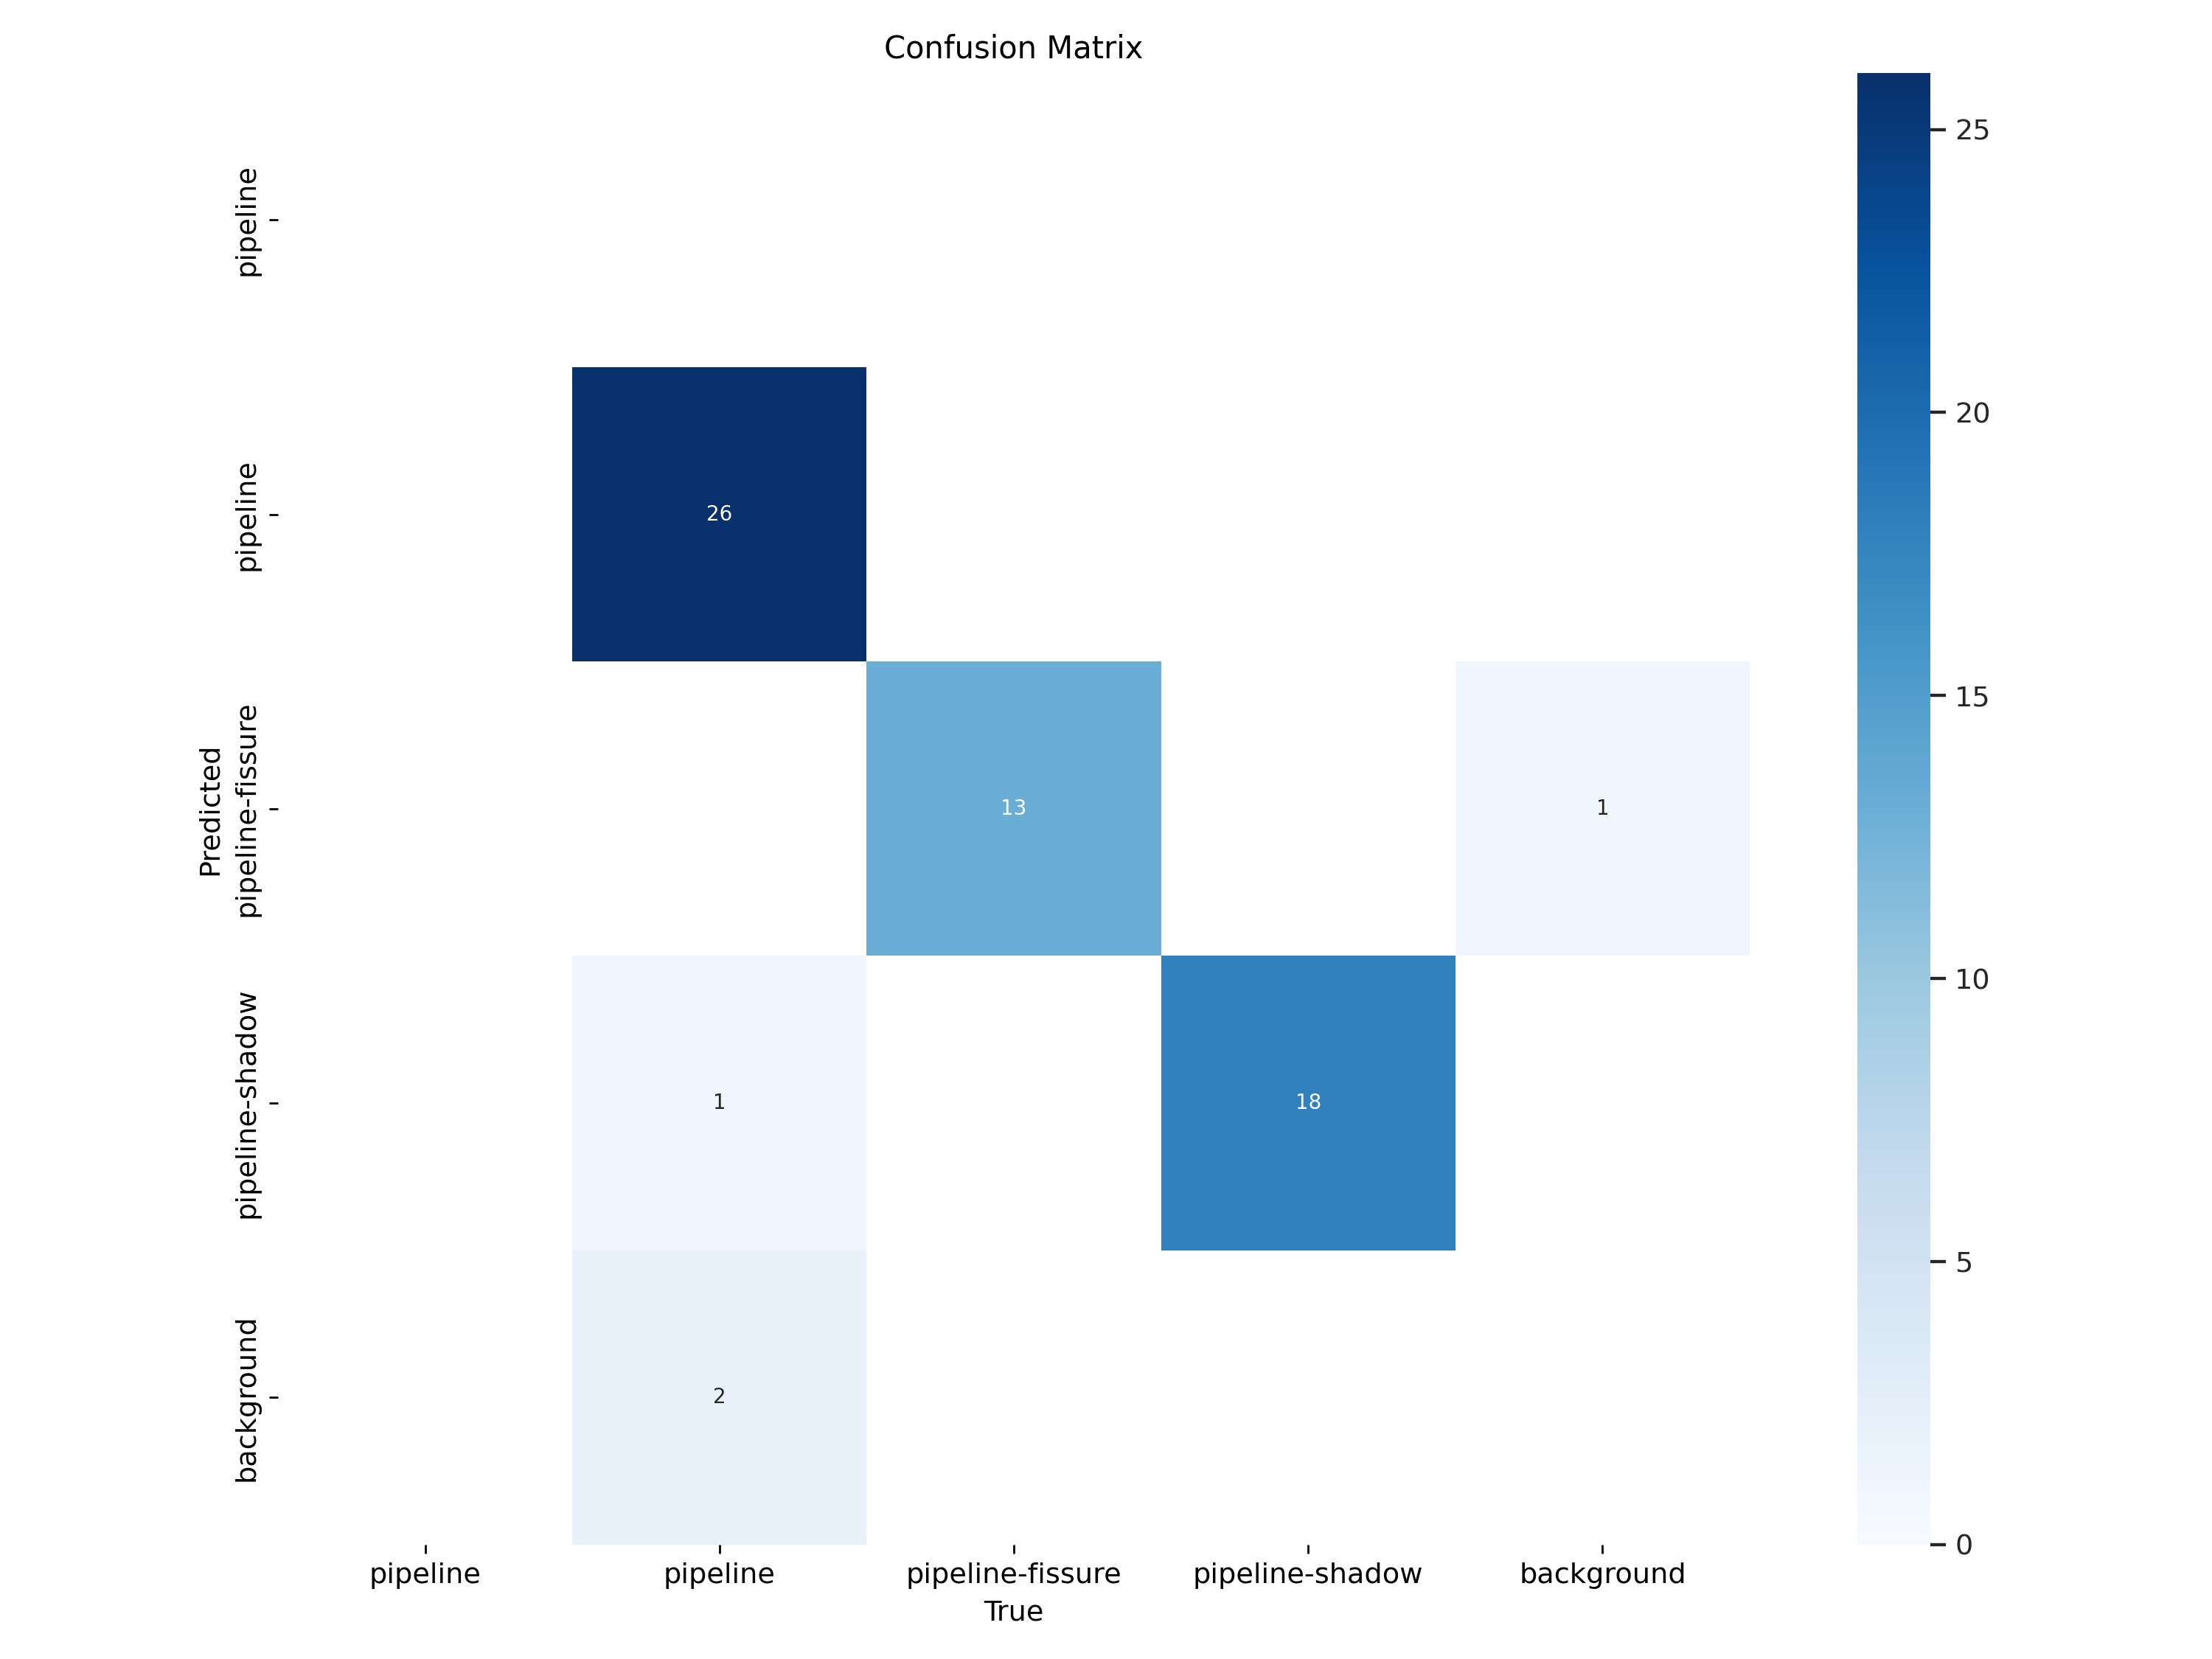 Confusion Matrix
Predicted
pipeline
pipeline
pipeline-fissure
pipeline-shadow
background
26
13
1
1
18
2
pipeline
pipeline
pipeline-fissure
pipeline-shadow
background
True
25
20
15
10
5
0